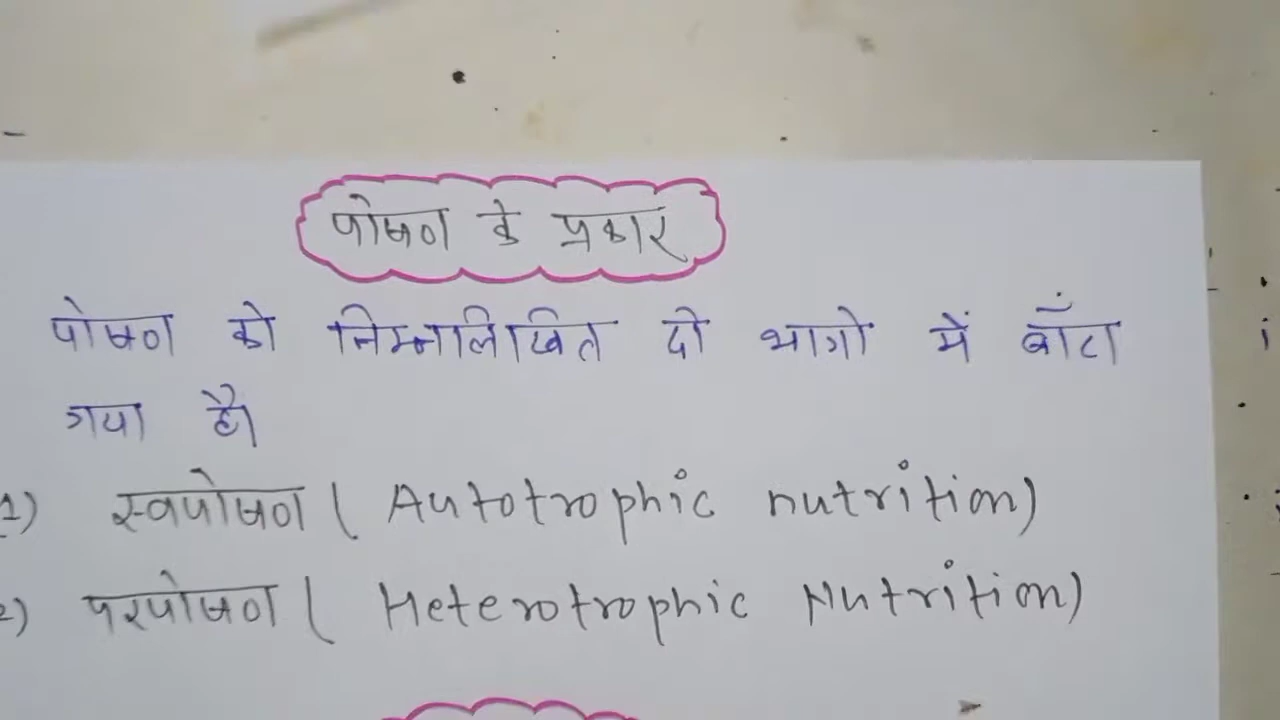 पोषण के प्रकार
पोषण को निम्नलिखित दो भागो में बाँटा
गया है।
1) स्वपोषण ( Autotrophic nutrition)
2) परपोषण ( Heterotrophic Nutrition)